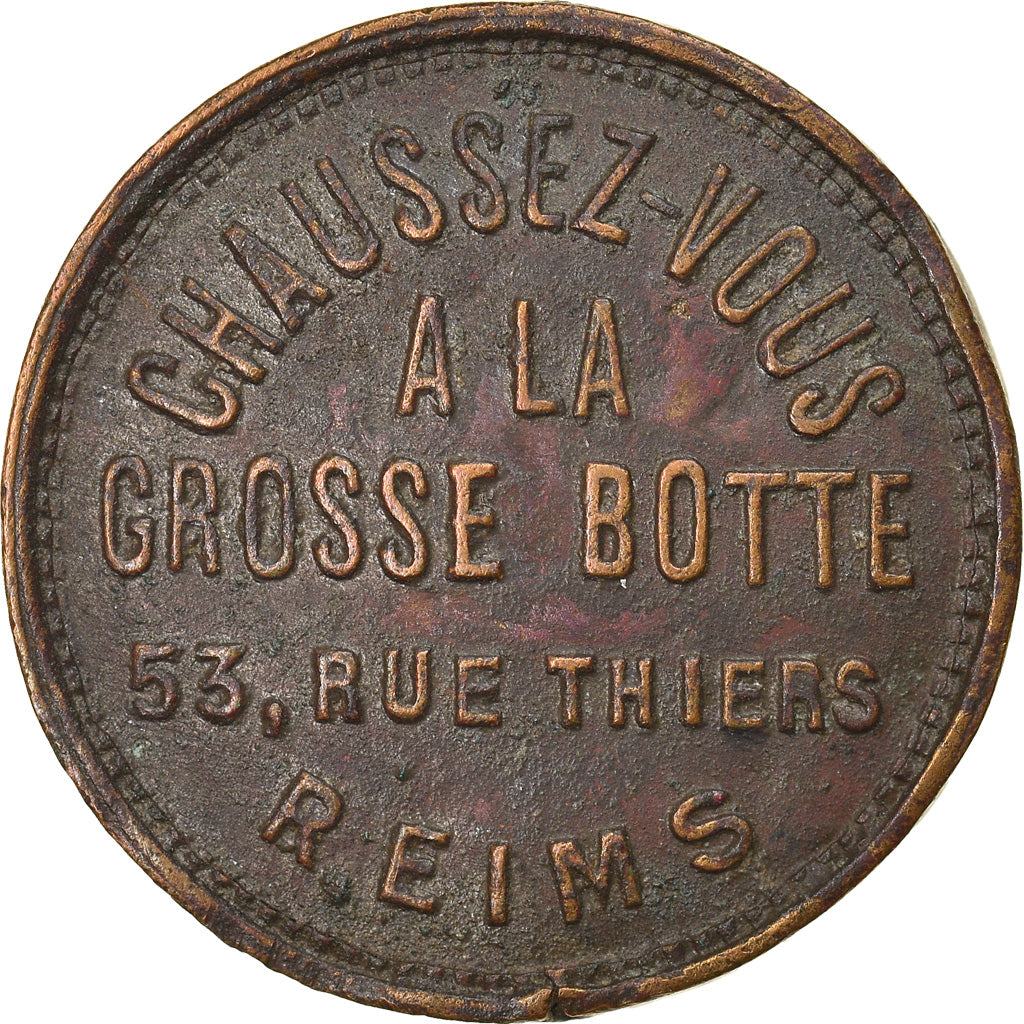 CHAUSSEZ-VOUS
A LA
GROSSE BOTTE
53, RUE THIERS
REIMS